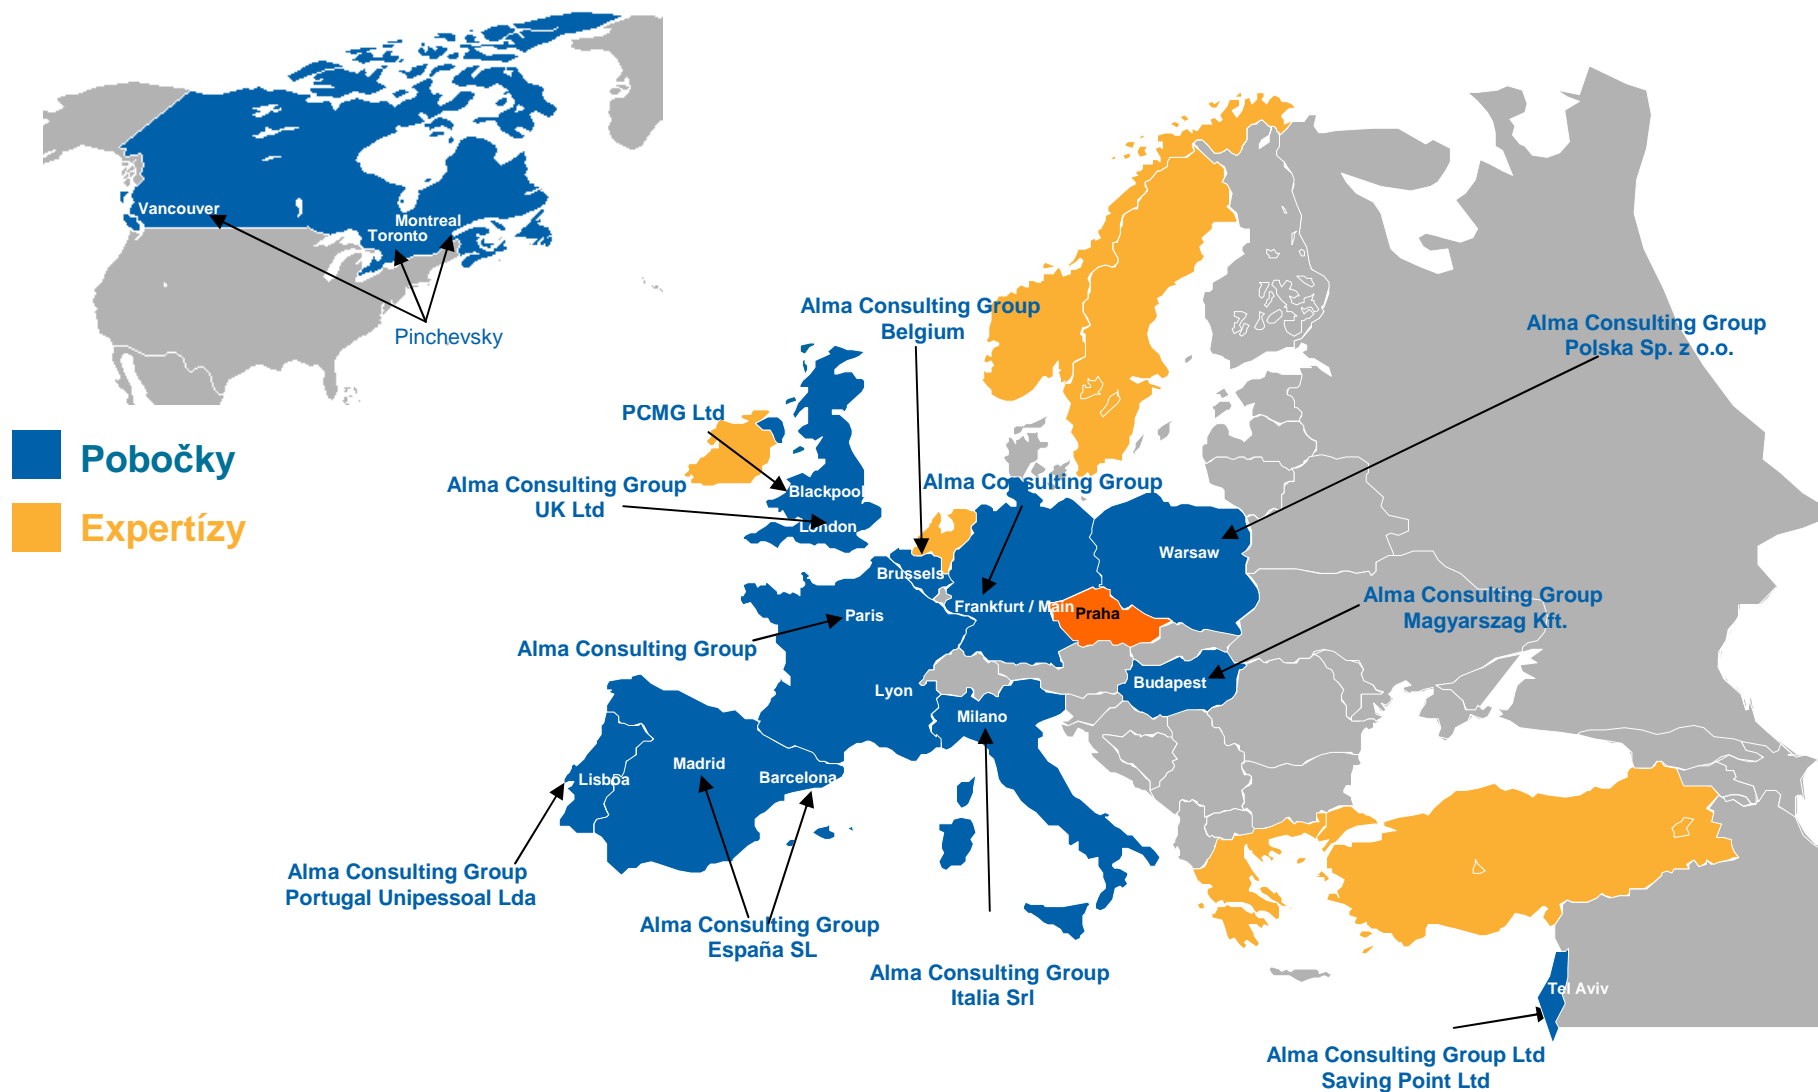 Vancouver
Montreal
Toronto
Pinchevsky
Pobočky
Expertízy
Alma Consulting Group
Belgium
Alma Consulting Group
Polska Sp. z o.o.
PCMG Ltd
Alma Consulting Group
UK Ltd
Alma Consulting Group
Blackpool
London
Warsaw
Brussels
Frankfurt / Main
Praha
Paris
Alma Consulting Group
Magyarszag Kft.
Alma Consulting Group
Lyon
Budapest
Milano
Madrid
Barcelona
Lisboa
Alma Consulting Group
Portugal Unipessoal Lda
Alma Consulting Group
España SL
Alma Consulting Group
Italia Srl
Tel Aviv
Alma Consulting Group Ltd
Saving Point Ltd